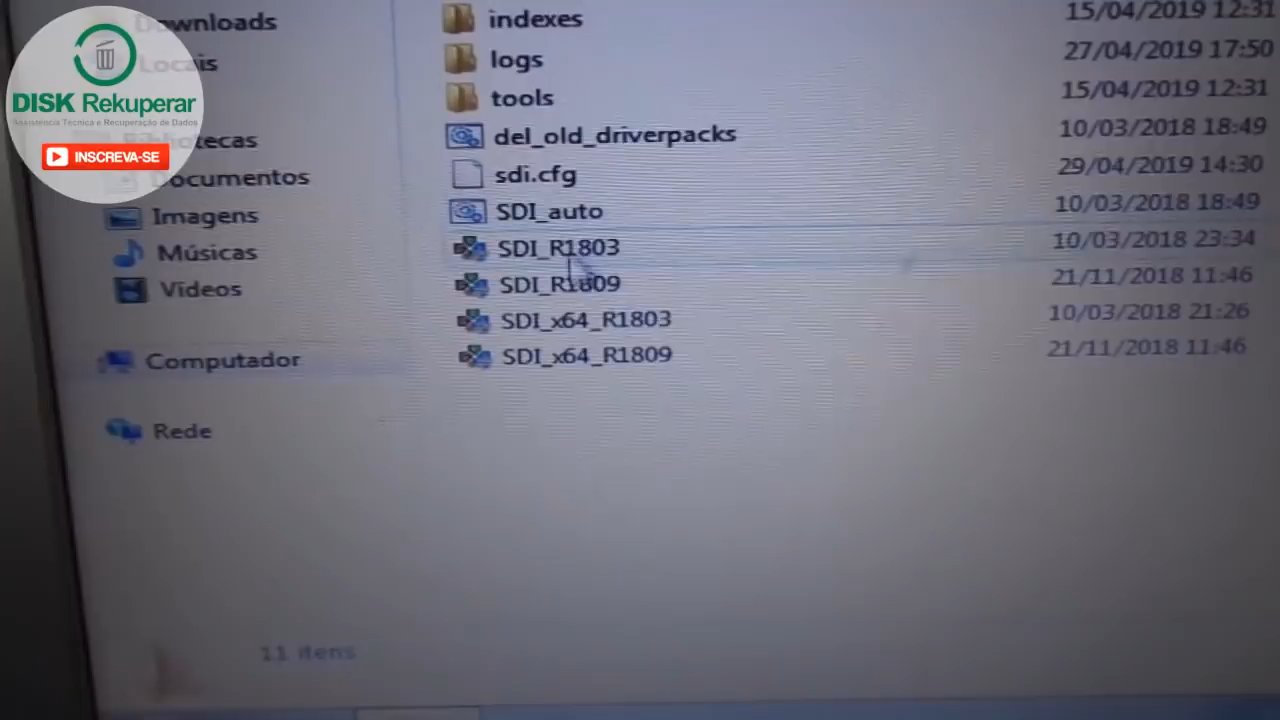 Downloads
Locais
Bibliotecas
Documentos
Imagens
Músicas
Vídeos
Computador
Rede
DISK Rekuperar
Assistência Técnica e Recuperação de Dados
INSCREVA-SE
indexes 15/04/2019 12:31
logs 27/04/2019 17:50
tools 15/04/2019 12:31
del_old_driverpacks 10/03/2018 18:49
sdi.cfg 29/04/2019 14:30
SDI_auto 10/03/2018 18:49
SDI_R1803 10/03/2018 23:34
SDI_R1809 21/11/2018 11:46
SDI_x64_R1803 10/03/2018 21:26
SDI_x64_R1809 21/11/2018 11:46
11 itens